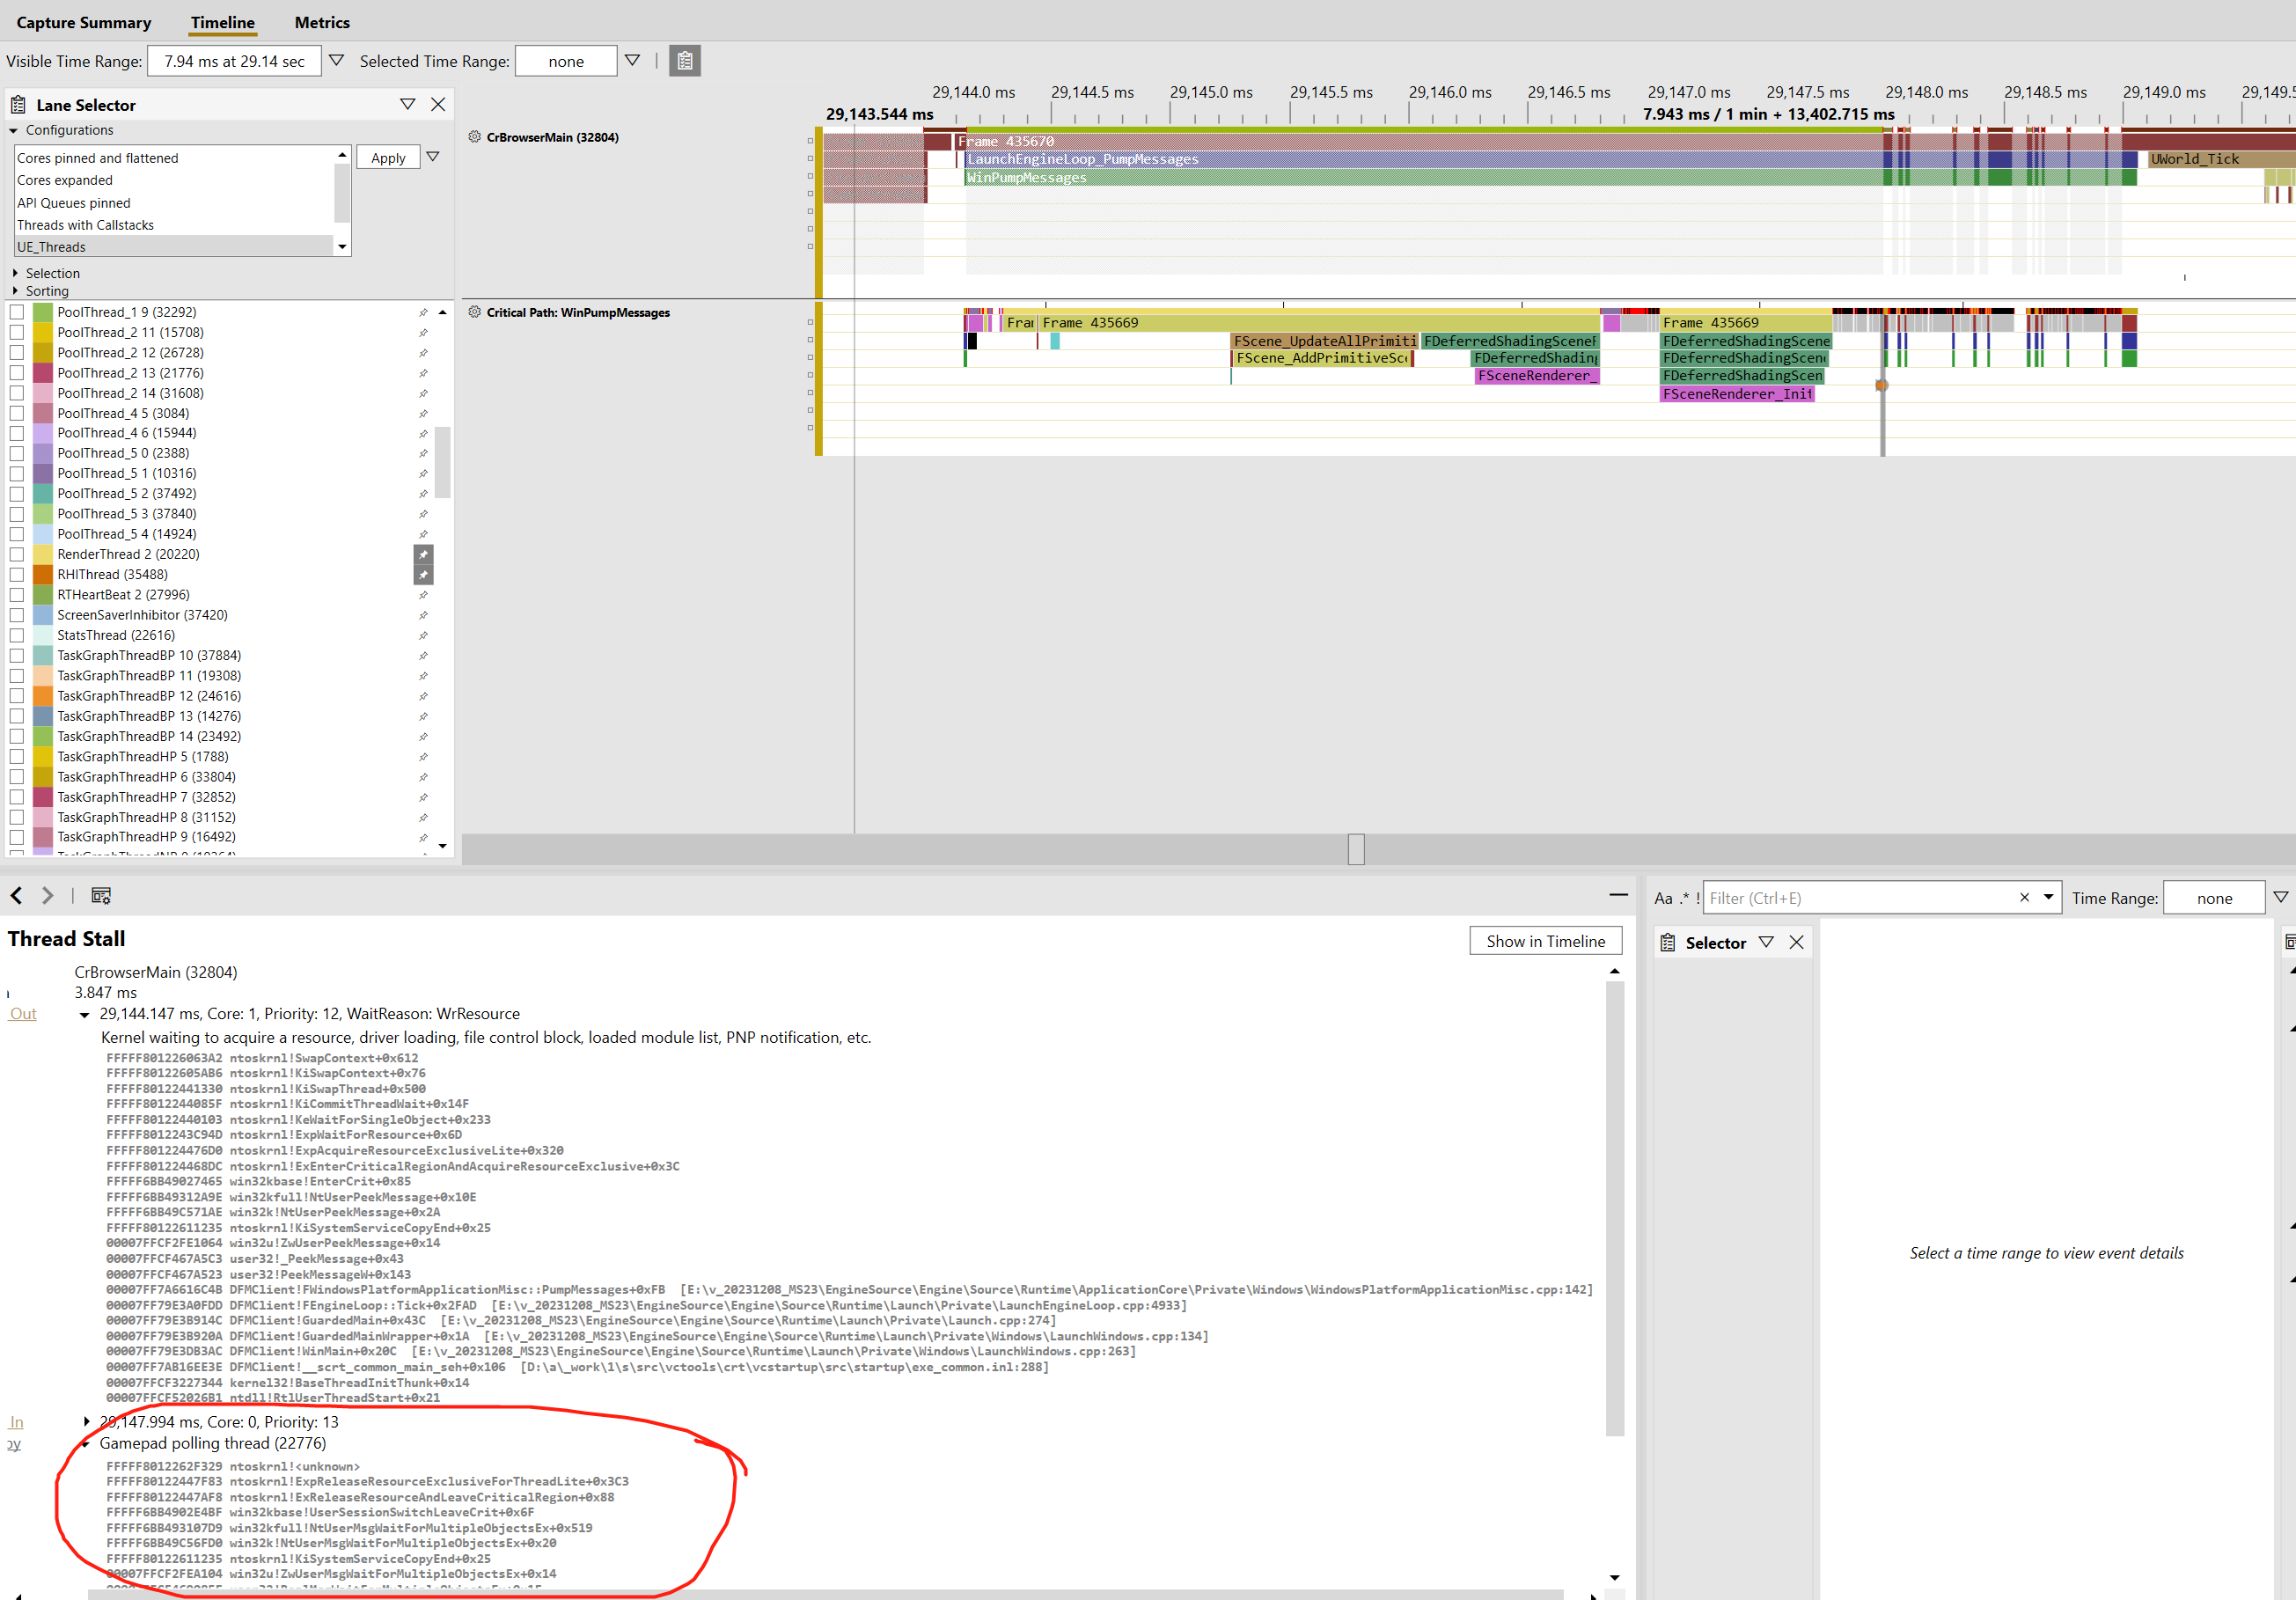 Capture Summary Timeline Metrics
Visible Time Range: 7.94 ms at 29.14 sec Selected Time Range: none
Lane Selector
Configurations
Cores pinned and flattened
Apply
Cores expanded
API Queues pinned
Threads with Callstacks
UE_Threads
Selection
Sorting
PoolThread_1 9 (32292)
PoolThread_2 11 (15708)
PoolThread_2 12 (26728)
PoolThread_2 13 (21776)
PoolThread_2 14 (31608)
PoolThread_4 5 (3084)
PoolThread_4 6 (15944)
PoolThread_5 0 (2388)
PoolThread_5 1 (10316)
PoolThread_5 2 (37492)
PoolThread_5 3 (37840)
PoolThread_5 4 (14924)
RenderThread 2 (20220)
RHIThread (35488)
RTHeartBeat 2 (27996)
ScreenSaverInhibitor (37420)
StatsThread (22616)
TaskGraphThreadBP 10 (37884)
TaskGraphThreadBP 11 (19308)
TaskGraphThreadBP 12 (24616)
TaskGraphThreadBP 13 (14276)
TaskGraphThreadBP 14 (23492)
TaskGraphThreadHP 5 (1788)
TaskGraphThreadHP 6 (33804)
TaskGraphThreadHP 7 (32852)
TaskGraphThreadHP 8 (31152)
TaskGraphThreadHP 9 (16492)
29,144.0 ms 29,144.5 ms 29,145.0 ms 29,145.5 ms 29,146.0 ms 29,146.5 ms 29,147.0 ms 29,147.5 ms 29,148.0 ms 29,148.5 ms 29,149.0 ms 29,149.5
29,143.544 ms 7.943 ms / 1 min + 13,402.715 ms
CrBrowserMain (32804)
Frame 435670
LaunchEngineLoop_PumpMessages UWorld_Tick
WinPumpMessages
Critical Path: WinPumpMessages
Fra Frame 435669 Frame 435669
FScene_UpdateAllPrimiti FDeferredShadingSceneF FDeferredShadingScene
FScene_AddPrimitiveSc FDeferredShading FDeferredShadingScene
FSceneRenderer_ FDeferredShadingScen
FSceneRenderer_Init
Thread Stall
Show in Timeline
CrBrowserMain (32804)
3.847 ms
Out 29,144.147 ms, Core: 1, Priority: 12, WaitReason: WrResource
Kernel waiting to acquire a resource, driver loading, file control block, loaded module list, PNP notification, etc.
FFFFF801226063A2 ntoskrnl!SwapContext+0x612
FFFFF80122605AB6 ntoskrnl!KiSwapContext+0x76
FFFFF80122441330 ntoskrnl!KiSwapThread+0x500
FFFFF8012244085F ntoskrnl!KiCommitThreadWait+0x14F
FFFFF80122440103 ntoskrnl!KeWaitForSingleObject+0x233
FFFFF8012243C94D ntoskrnl!ExpWaitForResource+0x6D
FFFFF801224476D0 ntoskrnl!ExpAcquireResourceExclusiveLite+0x320
FFFFF801224468DC ntoskrnl!ExEnterCriticalRegionAndAcquireResourceExclusive+0x3C
FFFFF6BB49027465 win32kbase!EnterCrit+0x85
FFFFF6BB49312A9E win32kfull!NtUserPeekMessage+0x10E
FFFFF6BB49C571AE win32k!NtUserPeekMessage+0x2A
FFFFF80122611235 ntoskrnl!KiSystemServiceCopyEnd+0x25
00007FFCF2FE1064 win32u!ZwUserPeekMessage+0x14
00007FFCF467A5C3 user32!_PeekMessage+0x43
00007FFCF467A523 user32!PeekMessageW+0x143
00007FF7A6616C4B DFMClient!FWindowsPlatformApplicationMisc::PumpMessages+0xFB [E:\v_20231208_MS23\EngineSource\Engine\Source\Runtime\ApplicationCore\Private\Windows\WindowsPlatformApplicationMisc.cpp:142]
00007FF79E3A0FDD DFMClient!FEngineLoop::Tick+0x2FAD [E:\v_20231208_MS23\EngineSource\Engine\Source\Runtime\Launch\Private\LaunchEngineLoop.cpp:4933]
00007FF79E3B914C DFMClient!GuardedMain+0x43C [E:\v_20231208_MS23\EngineSource\Engine\Source\Runtime\Launch\Private\Launch.cpp:274]
00007FF79E3B920A DFMClient!GuardedMainWrapper+0x1A [E:\v_20231208_MS23\EngineSource\Engine\Source\Runtime\Launch\Private\Windows\LaunchWindows.cpp:134]
00007FF79E3DB3AC DFMClient!WinMain+0x20C [E:\v_20231208_MS23\EngineSource\Engine\Source\Runtime\Launch\Private\Windows\LaunchWindows.cpp:263]
00007FF7AB16EE3E DFMClient!__scrt_common_main_seh+0x106 [D:\a\_work\1\s\src\vctools\crt\vcstartup\src\startup\exe_common.inl:288]
00007FFCF3227344 kernel32!BaseThreadInitThunk+0x14
00007FFCF52026B1 ntdll!RtlUserThreadStart+0x21
In 29,147.994 ms, Core: 0, Priority: 13
by Gamepad polling thread (22776)
FFFFF8012262F329 ntoskrnl!<unknown>
FFFFF80122447F83 ntoskrnl!ExpReleaseResourceExclusiveForThreadLite+0x3C3
FFFFF80122447AF8 ntoskrnl!ExReleaseResourceAndLeaveCriticalRegion+0x88
FFFFF6BB4902E4BF win32kbase!UserSessionSwitchLeaveCrit+0x6F
FFFFF6BB493107D9 win32kfull!NtUserMsgWaitForMultipleObjectsEx+0x519
FFFFF6BB49C56FD0 win32k!NtUserMsgWaitForMultipleObjectsEx+0x20
FFFFF80122611235 ntoskrnl!KiSystemServiceCopyEnd+0x25
00007FFCF2FEA104 win32u!ZwUserMsgWaitForMultipleObjectsEx+0x14
Aa .* ! Filter (Ctrl+E) Time Range: none
Selector
Select a time range to view event details